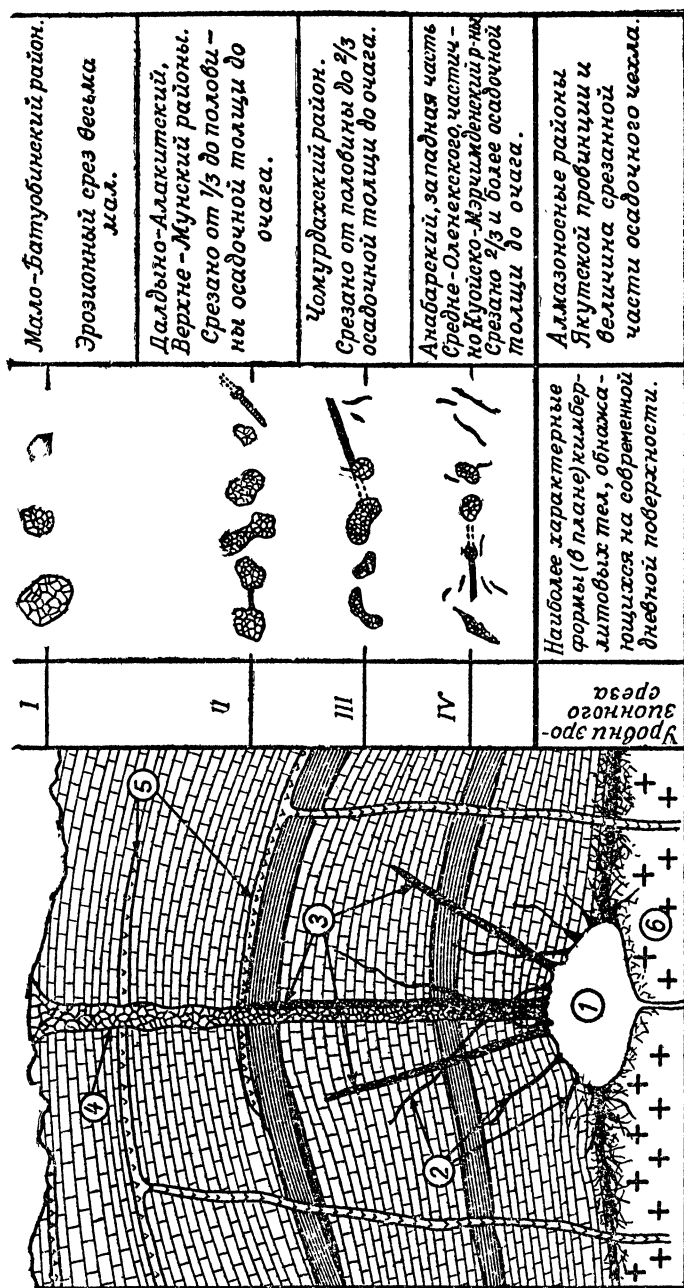 Мало-Батуобинский район.
Эрозионный срез весьма
мал.
Далдыно-Алакитский,
Верхне-Мунский районы.
Срезано от 1/3 до полови-
ны осадочной толщи до
очага.
Чомурдахский район.
Срезано от половины до 2/3
осадочной толщи до очага.
Анабарский, западная часть
Средне-Оленекского, частич-
но Куойско-Мэрчимденский р-ны
Срезано 2/3 и более осадочной
толщи до очага.
Алмазоносные районы
Якутской провинции и
величина срезанной
части осадочного чехла.
Наиболее характерные
формы (в плане) кимбер-
литовых тел, обнажа-
ющихся на современной
дневной поверхности.
I
II
III
IV
Уровни эро-
зионного
среза
5
3
4
2
1
6